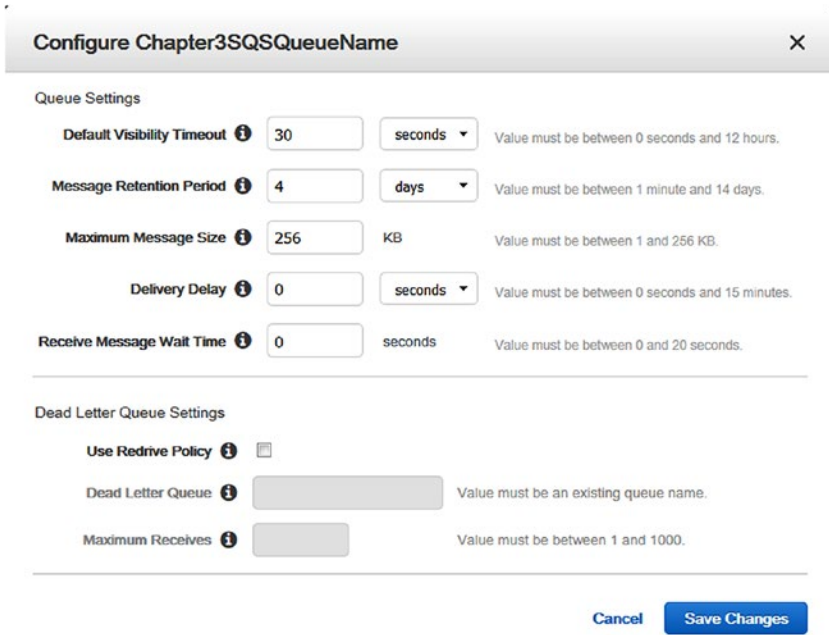 Configure Chapter3SQSQueueName ×
Queue Settings
Default Visibility Timeout 30 seconds Value must be between 0 seconds and 12 hours.
Message Retention Period 4 days Value must be between 1 minute and 14 days.
Maximum Message Size 256 KB Value must be between 1 and 256 KB.
Delivery Delay 0 seconds Value must be between 0 seconds and 15 minutes.
Receive Message Wait Time 0 seconds Value must be between 0 and 20 seconds.
Dead Letter Queue Settings
Use Redrive Policy
Dead Letter Queue Value must be an existing queue name.
Maximum Receives Value must be between 1 and 1000.
Cancel Save Changes